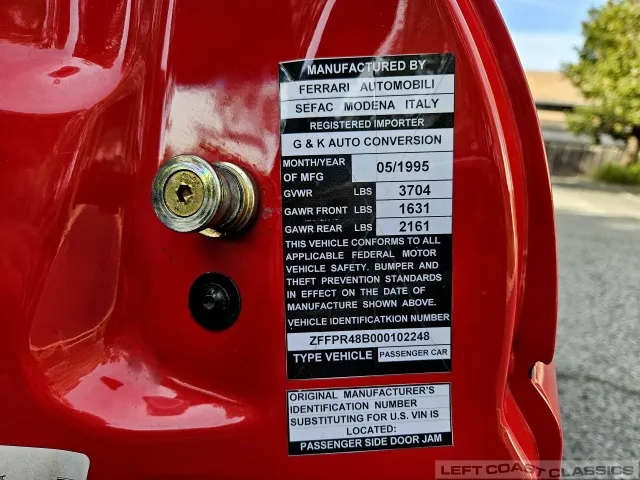 MANUFACTURED BY
FERRARI AUTOMOBILI
SEFAC MODENA ITALY
REGISTERED IMPORTER
G & K AUTO CONVERSION
MONTH/YEAR OF MFG 05/1995
GVWR LBS 3704
GAWR FRONT LBS 1631
GAWR REAR LBS 2161
THIS VEHICLE CONFORMS TO ALL
APPLICABLE FEDERAL MOTOR
VEHICLE SAFETY. BUMPER AND
THEFT PREVENTION STANDARDS
IN EFFECT ON THE DATE OF
MANUFACTURE SHOWN ABOVE.
VEHICLE IDENTIFICATKION NUMBER
ZFFPR48B000102248
TYPE VEHICLE PASSENGER CAR
ORIGINAL MANUFACTURER'S
IDENTIFICATION NUMBER
SUBSTITUTING FOR U.S. VIN IS
LOCATED:
PASSENGER SIDE DOOR JAM
LEFT COAST CLASSICS